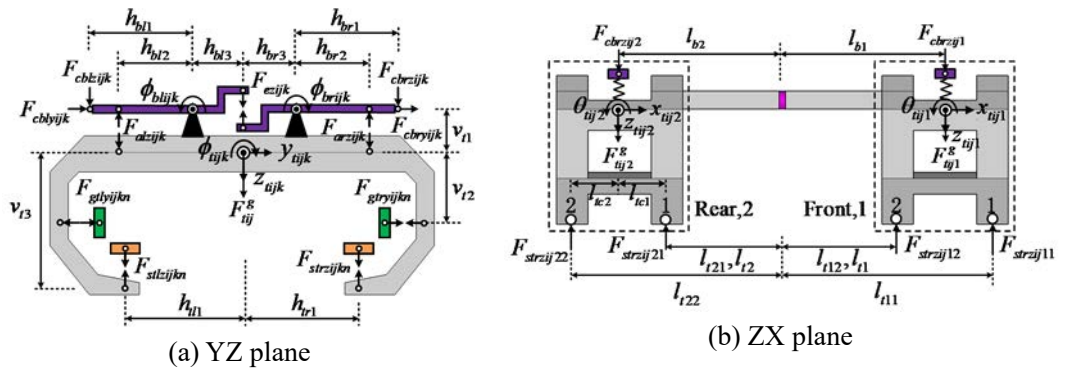 h_bl1
h_br1
h_bl2
h_bl3
h_br3
h_br2
F_cblzijk
ϕ_blijk
F_ezijk
ϕ_brijk
F_cbrzijk
F_cblyijk
F_alzijk
F_arzijk
F_cbryijk
v_t1
ϕ_tijk
y_tijk
z_tijk
F^g_tij
v_t3
v_t2
F_gtlyijkn
F_gtryijkn
F_stlzijkn
F_strzijkn
h_tl1
h_tr1
(a) YZ plane
F_cbrzij2
l_b2
l_b1
F_cbrzij1
θ_tij2
x_tij2
z_tij2
θ_tij1
x_tij1
z_tij1
F^g_tij2
F^g_tij1
l_tc2
l_tc1
2
1
Rear,2
Front,1
2
1
F_strzij22
F_strzij21
F_strzij12
F_strzij11
l_t21, l_t2
l_t12, l_t1
l_t22
l_t11
(b) ZX plane